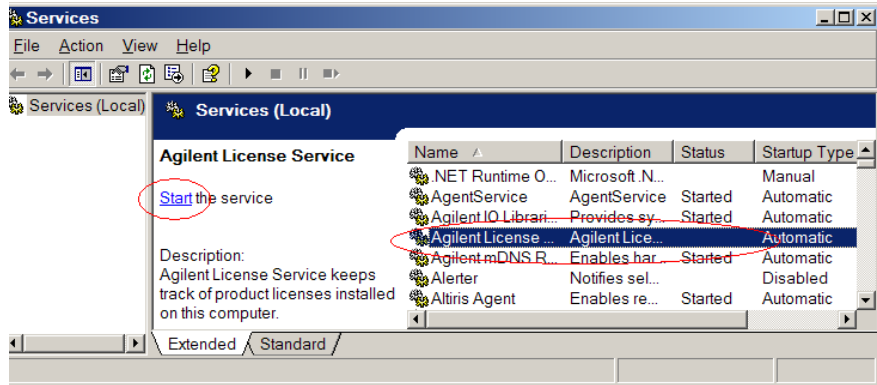 Services
File Action View Help
Services (Local)
Services (Local)
Agilent License Service
Start the service
Description:
Agilent License Service keeps
track of product licenses installed
on this computer.
Name Description Status Startup Type
.NET Runtime O... Microsoft .N... Manual
AgentService AgentService Started Automatic
Agilent IO Librari... Provides sy... Started Automatic
Agilent License ... Agilent Lice... Automatic
Agilent mDNS R... Enables har... Started Automatic
Alerter Notifies sel... Disabled
Altiris Agent Enables re... Started Automatic
Extended Standard